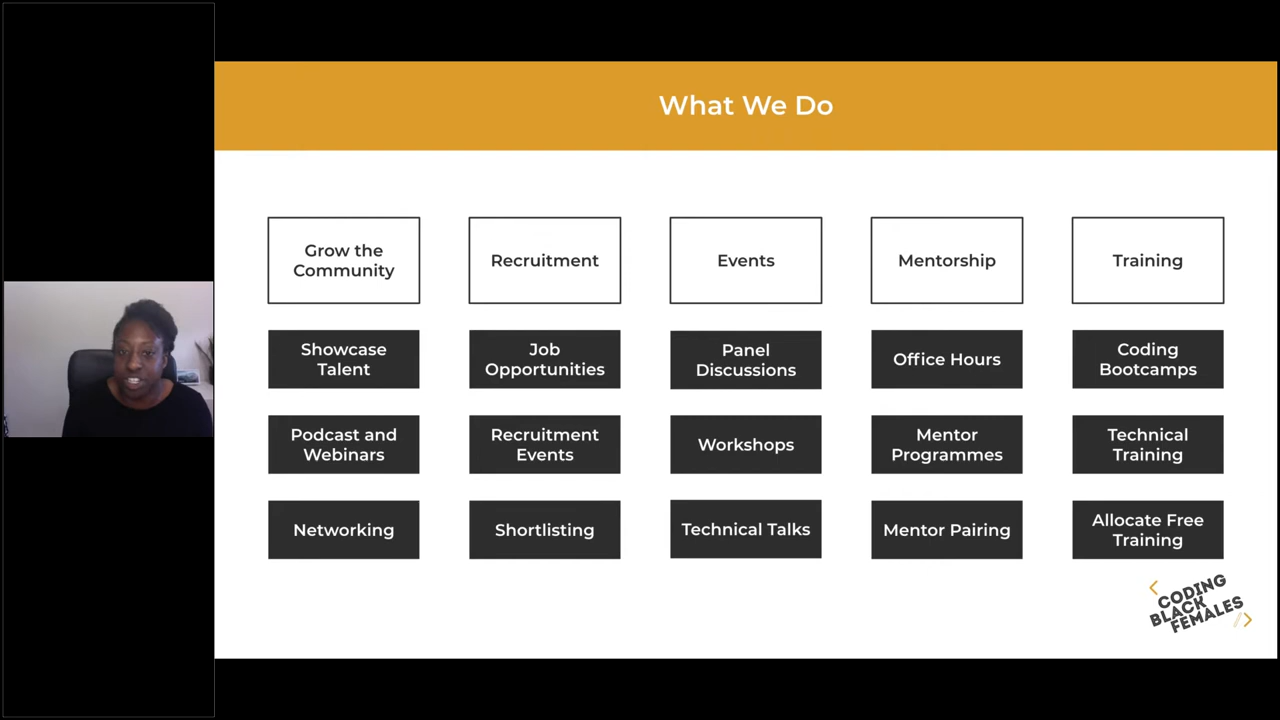 What We Do
Grow the
Community
Recruitment
Events
Mentorship
Training
Showcase
Talent
Job
Opportunities
Panel
Discussions
Office Hours
Coding
Bootcamps
Podcast and
Webinars
Recruitment
Events
Workshops
Mentor
Programmes
Technical
Training
Networking
Shortlisting
Technical Talks
Mentor Pairing
Allocate Free
Training
<CODING
BLACK
FEMALES//>